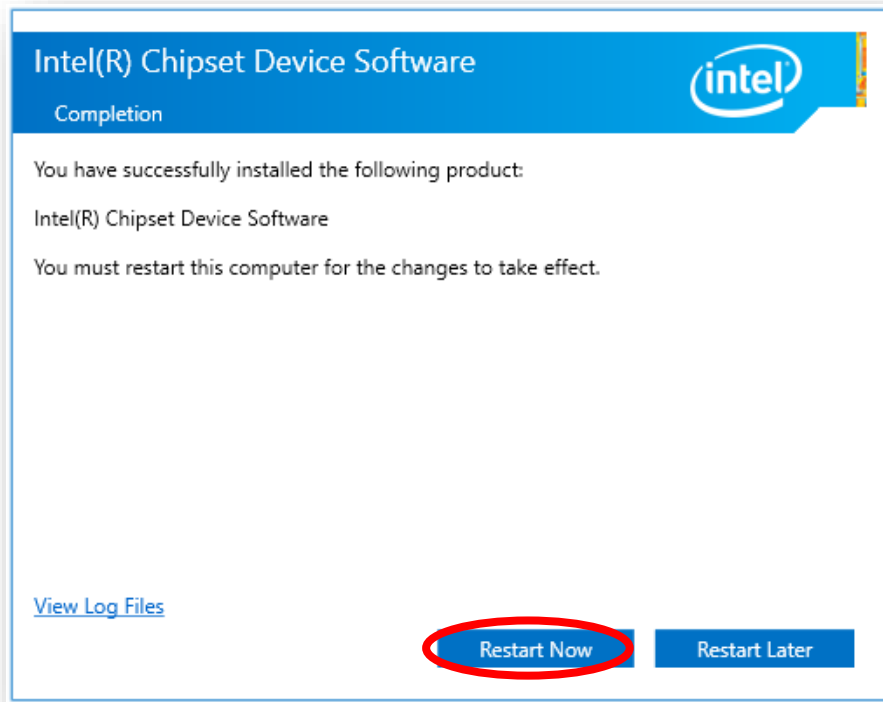 Intel(R) Chipset Device Software
intel
Completion
You have successfully installed the following product:
Intel(R) Chipset Device Software
You must restart this computer for the changes to take effect.
View Log Files
Restart Now
Restart Later